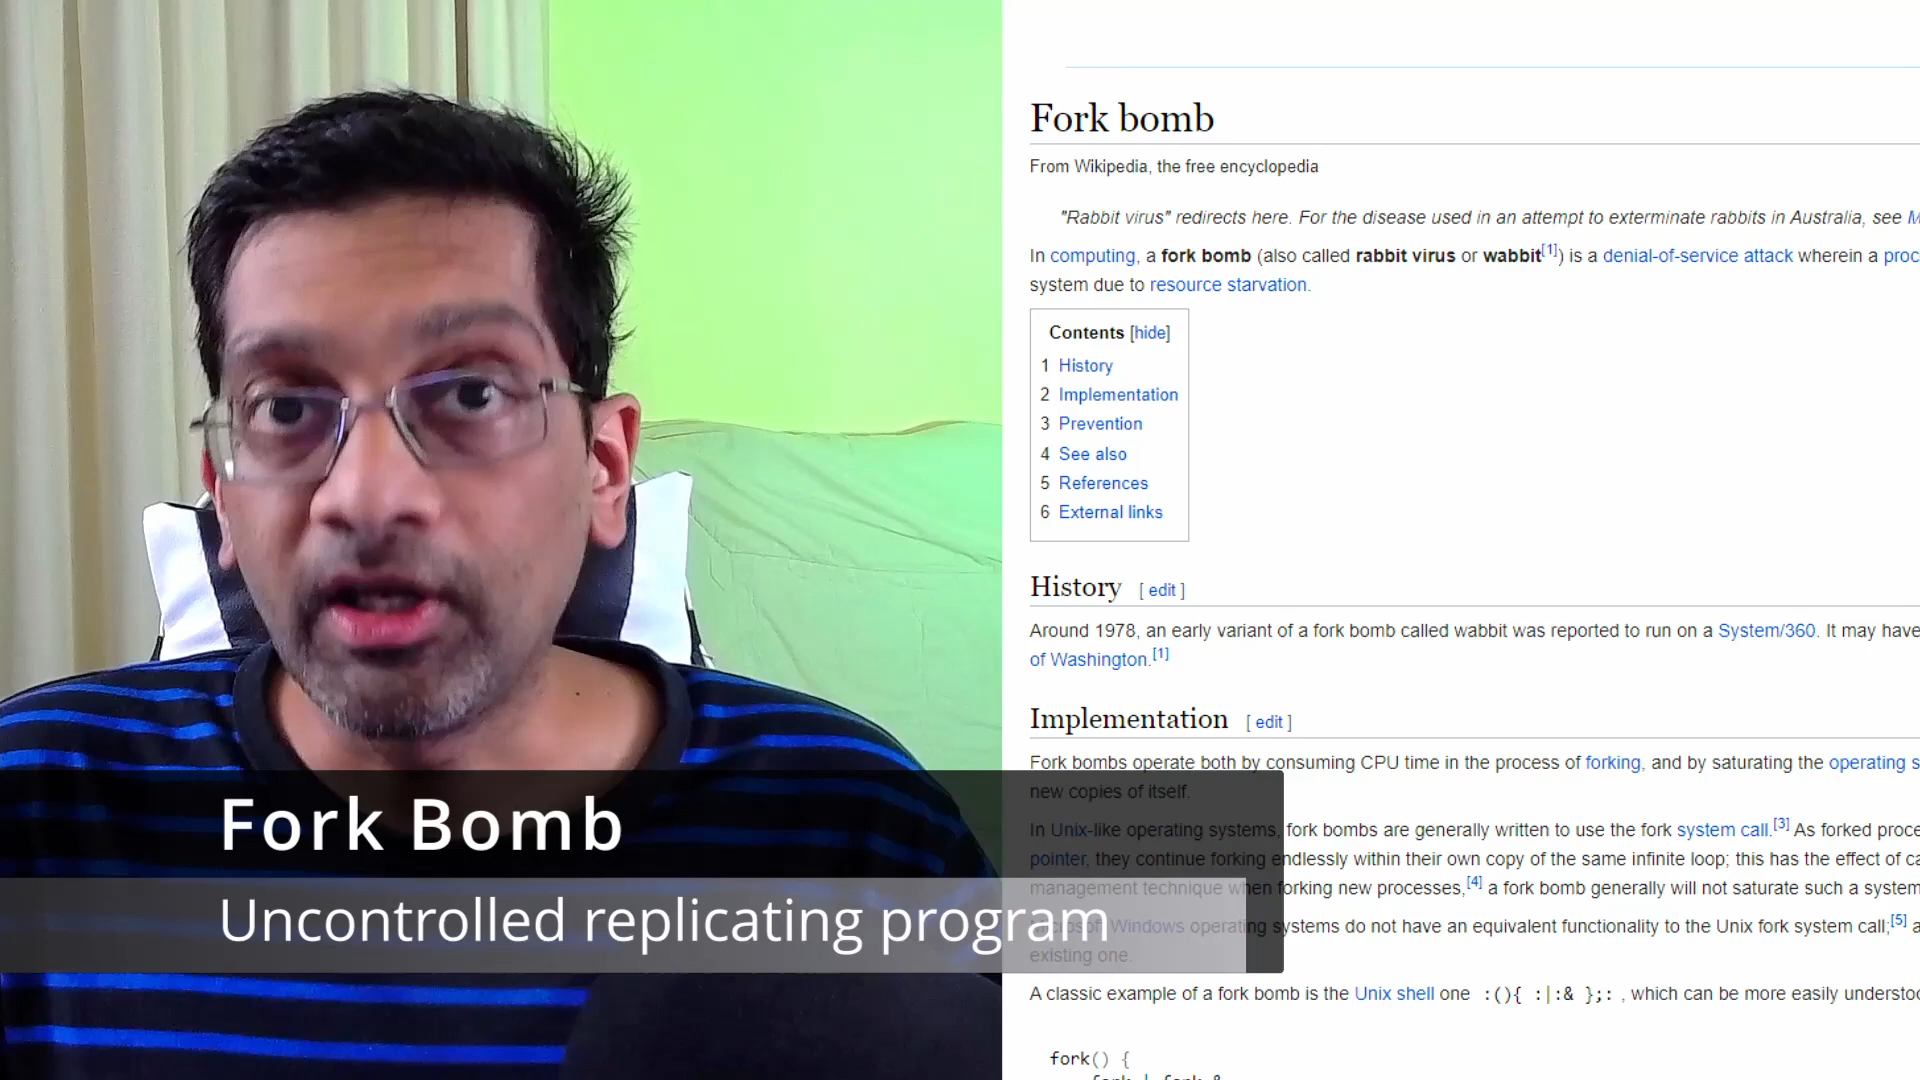 Fork bomb
From Wikipedia, the free encyclopedia
"Rabbit virus" redirects here. For the disease used in an attempt to exterminate rabbits in Australia, see
In computing, a fork bomb (also called rabbit virus or wabbit[1]) is a denial-of-service attack wherein a proc
system due to resource starvation.
Contents [hide]
1 History
2 Implementation
3 Prevention
4 See also
5 References
6 External links
History [ edit ]
Around 1978, an early variant of a fork bomb called wabbit was reported to run on a System/360. It may have
of Washington.[1]
Implementation [ edit ]
Fork bombs operate both by consuming CPU time in the process of forking, and by saturating the operating s
new copies of itself.
In Unix-like operating systems, fork bombs are generally written to use the fork system call.[3] As forked proce
pointer, they continue forking endlessly within their own copy of the same infinite loop; this has the effect of ca
management technique when forking new processes,[4] a fork bomb generally will not saturate such a system
Microsoft Windows operating systems do not have an equivalent functionality to the Unix fork system call;[5] a
existing one.
A classic example of a fork bomb is the Unix shell one :(){ :|:& };: , which can be more easily understoo
fork() {
fork | fork &
Fork Bomb
Uncontrolled replicating program